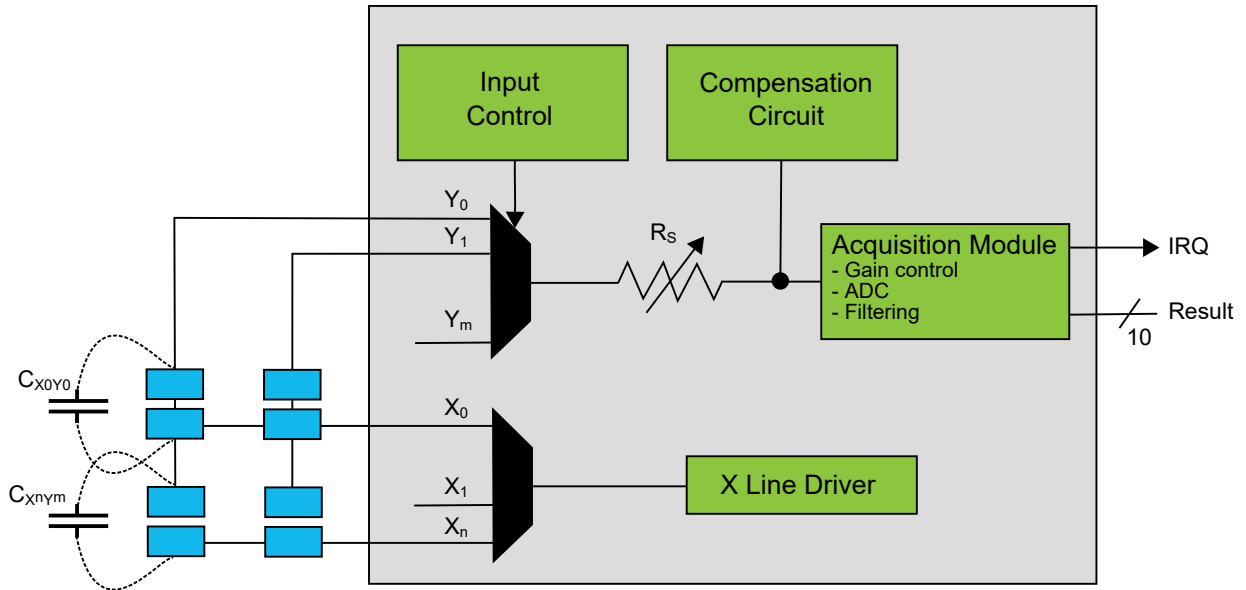 Input
Control
Compensation
Circuit
Y0
Y1
RS
Acquisition Module
- Gain control
- ADC
- Filtering
IRQ
Result
10
Ym
CX0Y0
X0
CXnYm
X1
Xn
X Line Driver